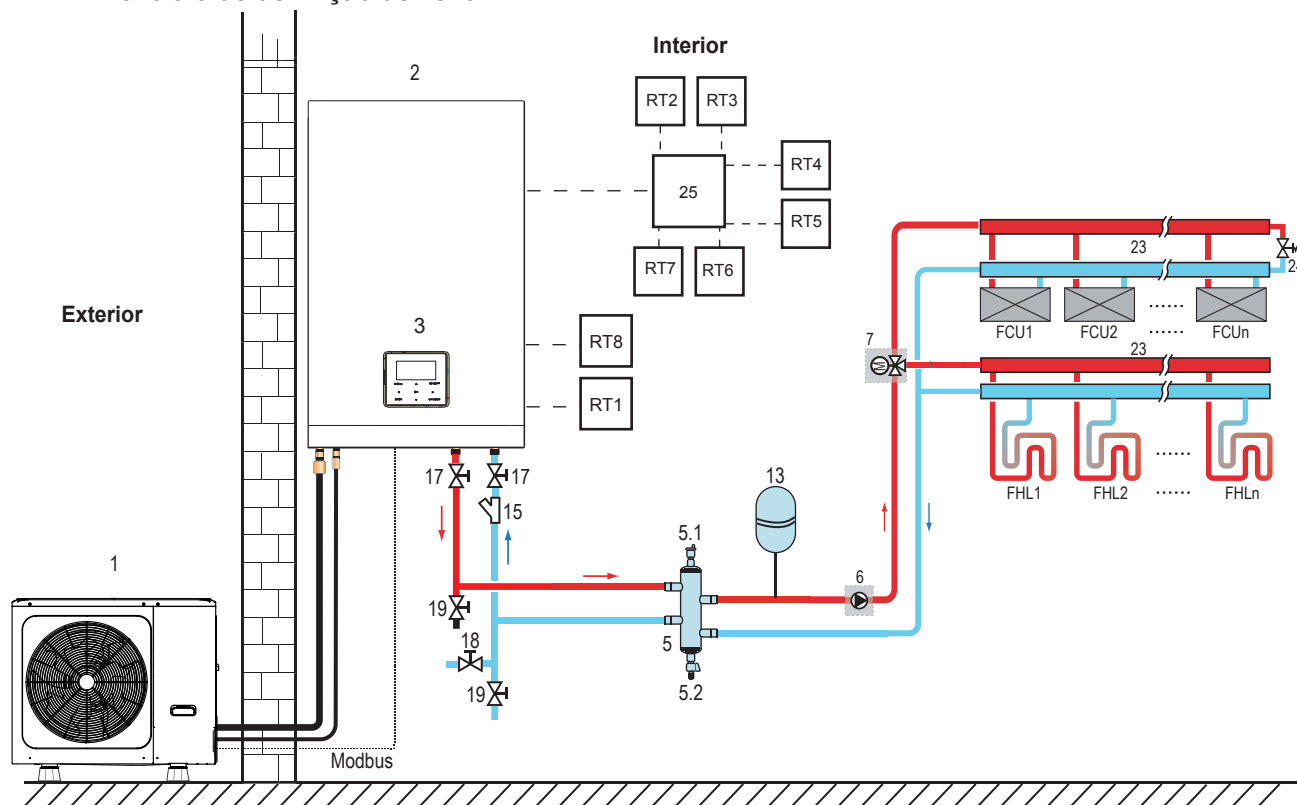 Interior
2
RT2
RT3
25
RT4
RT5
RT7
RT6
23
FCU1
FCU2
......
......
FCUn
Exterior
3
RT8
RT1
7
23
17
17
15
13
FHL1
FHL2
......
FHLn
5.1
1
6
19
18
5
19
5.2
Modbus